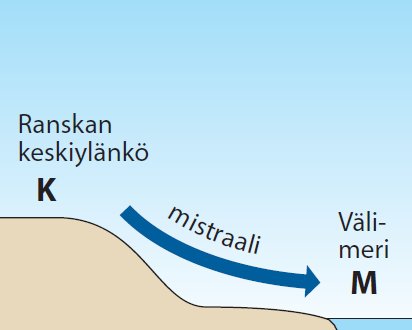 Ranskan
keskiylänkö
K
mistraali
Väli-
meri
M